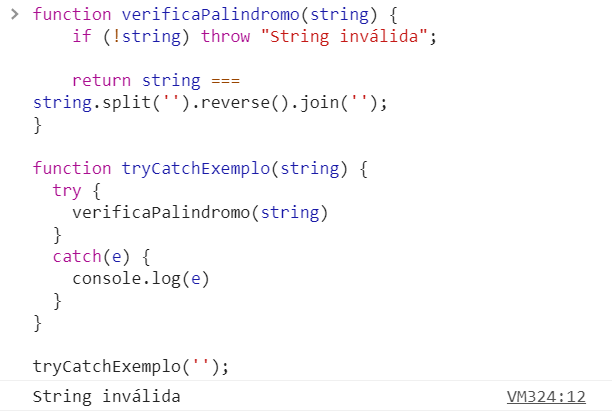 function verificaPalindromo(string) {
    if (!string) throw "String inválida";

    return string ===
string.split('').reverse().join('');
}

function tryCatchExemplo(string) {
  try {
    verificaPalindromo(string)
  }
  catch(e) {
    console.log(e)
  }
}

tryCatchExemplo('');
String inválida VM324:12